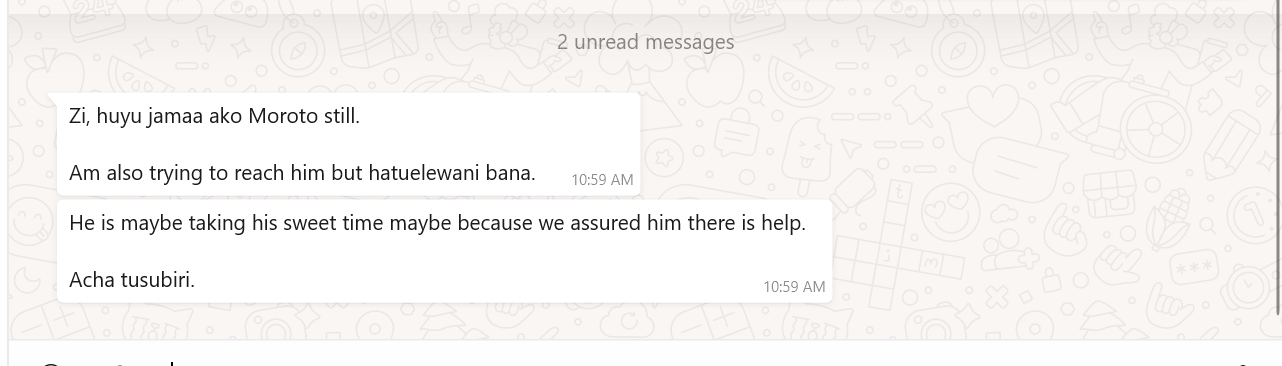 2 unread messages
Zi, huyu jamaa ako Moroto still.
Am also trying to reach him but hatuelewani bana.
10:59 AM
He is maybe taking his sweet time maybe because we assured him there is help.
Acha tusubiri.
10:59 AM